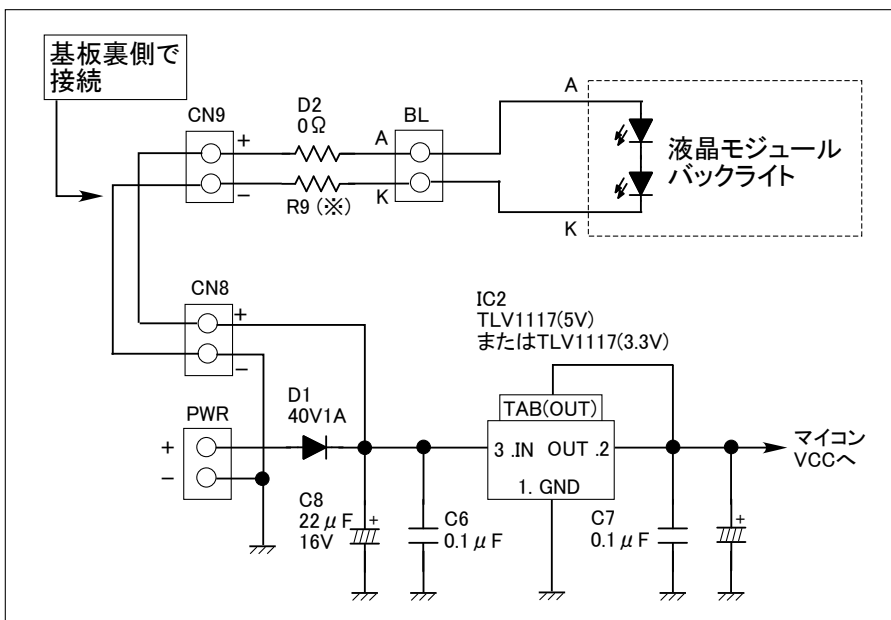 基板裏側で
接続
CN9
+
−
D2
0Ω
R9 (※)
A
K
BL
A
K
液晶モジュール
バックライト
CN8
+
−
PWR
+
−
D1
40V1A
IC2
TLV1117(5V)
またはTLV1117(3.3V)
TAB(OUT)
3 .IN OUT .2
1. GND
マイコン
VCCへ
C8
22μF
16V
+
C6
0.1μF
C7
0.1μF
+